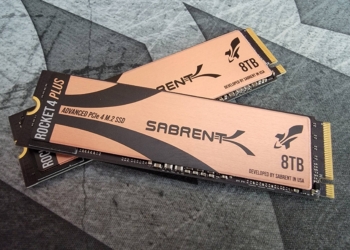 SABRENT
8TB
DEVELOPED BY SABRENT IN USA
ROCKET 4 PLUS
ADVANCED PCIe 4 M.2 SSD
SABRENT
8TB
DEVELOPED BY SABRENT IN USA